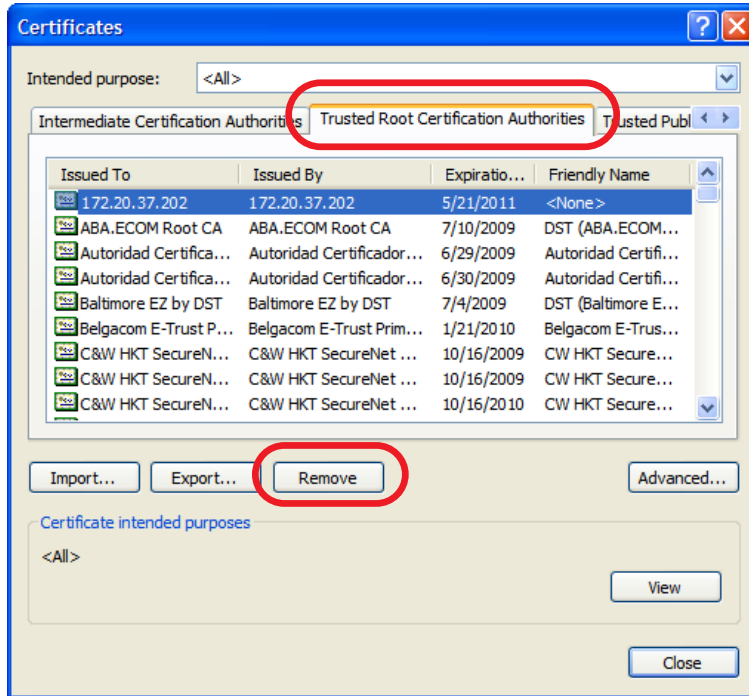 Certificates
Intended purpose: <All>
Intermediate Certification Authorities Trusted Root Certification Authorities Trusted Publ
Issued To Issued By Expiratio... Friendly Name
172.20.37.202 172.20.37.202 5/21/2011 <None>
ABA.ECOM Root CA ABA.ECOM Root CA 7/10/2009 DST (ABA.ECOM...
Autoridad Certifica... Autoridad Certificador... 6/29/2009 Autoridad Certifi...
Autoridad Certifica... Autoridad Certificador... 6/30/2009 Autoridad Certifi...
Baltimore EZ by DST Baltimore EZ by DST 7/4/2009 DST (Baltimore E...
Belgacom E-Trust P... Belgacom E-Trust Prim... 1/21/2010 Belgacom E-Trus...
C&W HKT SecureN... C&W HKT SecureNet ... 10/16/2009 CW HKT Secure...
C&W HKT SecureN... C&W HKT SecureNet ... 10/16/2009 CW HKT Secure...
C&W HKT SecureN... C&W HKT SecureNet ... 10/16/2010 CW HKT Secure...
Import... Export... Remove Advanced...
Certificate intended purposes
<All>
View
Close